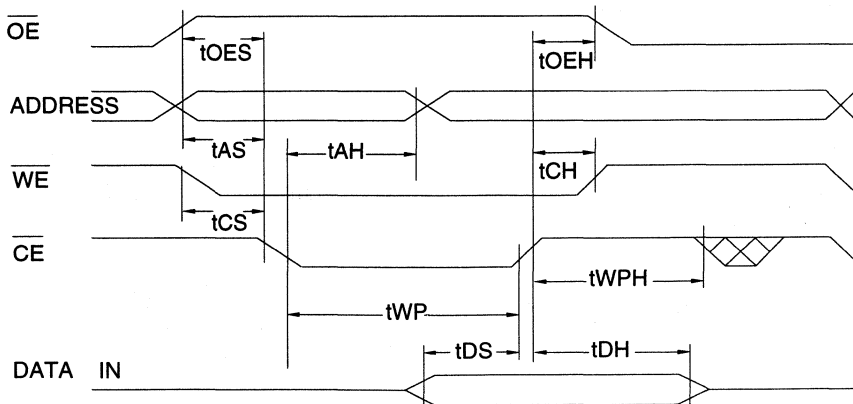 OE
tOES
tOEH
ADDRESS
tAS
tAH
tCH
WE
tCS
CE
tWPH
tWP
tDS
tDH
DATA IN